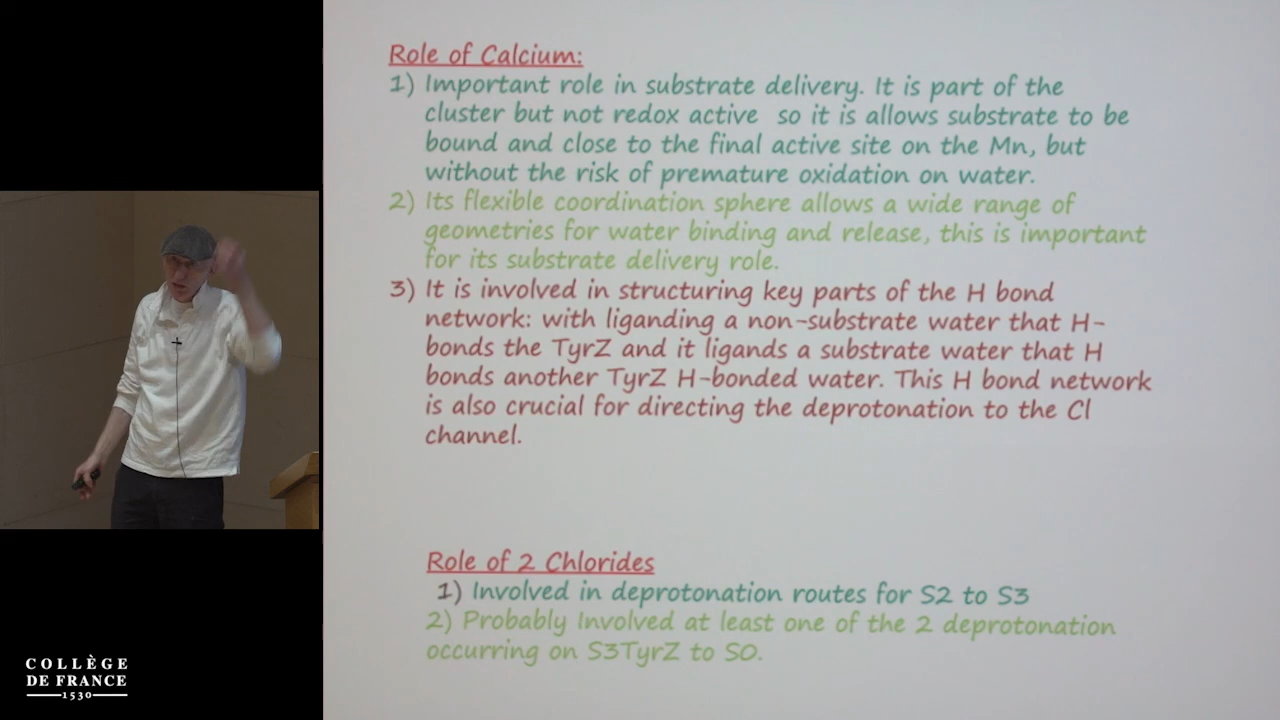 Role of Calcium:
1) Important role in substrate delivery. It is part of the
cluster but not redox active so it is allows substrate to be
bound and close to the final active site on the Mn, but
without the risk of premature oxidation on water.
2) Its flexible coordination sphere allows a wide range of
geometries for water binding and release, this is important
for its substrate delivery role.
3) It is involved in structuring key parts of the H bond
network: with liganding a non-substrate water that H-
bonds the TyrZ and it ligands a substrate water that H
bonds another TyrZ H-bonded water. This H bond network
is also crucial for directing the deprotonation to the Cl
channel.
Role of 2 Chlorides
1) Involved in deprotonation routes for S2 to S3
2) Probably Involved at least one of the 2 deprotonation
occurring on S3TyrZ to S0.
COLLÈGE
DE FRANCE
1530